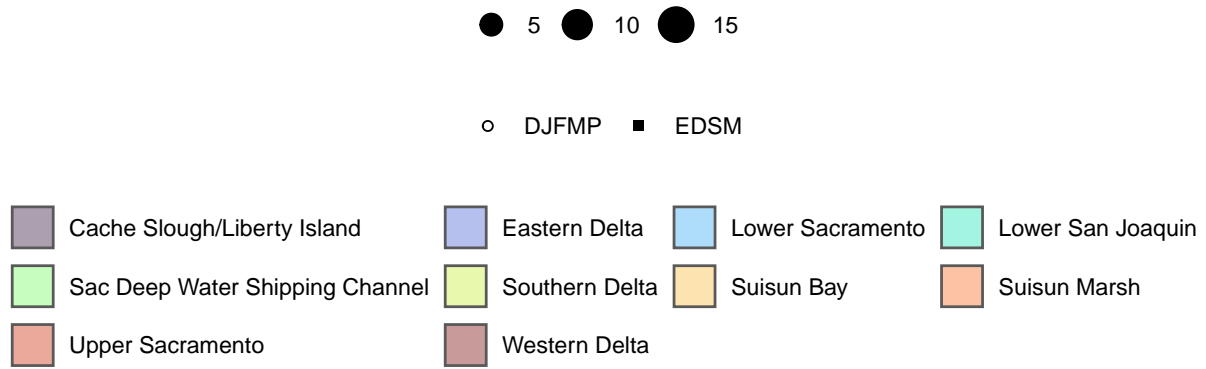 5 10 15
DJFMP EDSM
Cache Slough/Liberty Island Eastern Delta Lower Sacramento Lower San Joaquin
Sac Deep Water Shipping Channel Southern Delta Suisun Bay Suisun Marsh
Upper Sacramento Western Delta